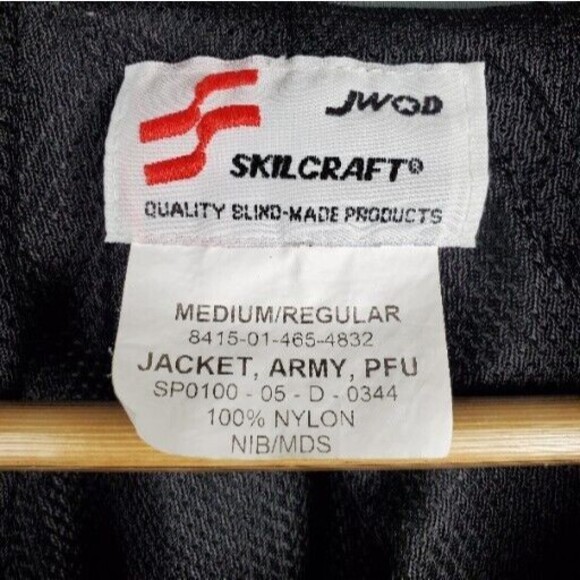 JWOD
SKILCRAFT®
QUALITY BLIND-MADE PRODUCTS
MEDIUM/REGULAR
8415-01-465-4832
JACKET, ARMY, PFU
SP0100 - 05 - D - 0344
100% NYLON
NIB/MDS